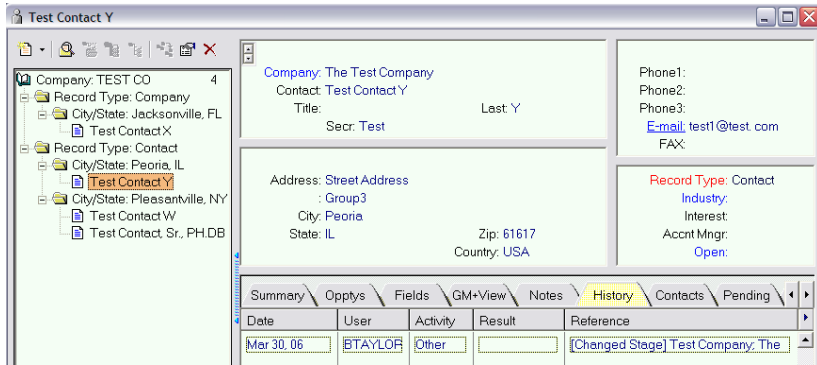 Test Contact Y
Company: TEST CO 4
Record Type: Company
City/State: Jacksonville, FL
Test Contact X
Record Type: Contact
City/State: Peoria, IL
Test Contact Y
City/State: Pleasantville, NY
Test Contact W
Test Contact, Sr., PH.DB
Company: The Test Company
Contact: Test Contact Y
Title: Last: Y
Secr: Test
Phone1:
Phone2:
Phone3:
E-mail: test1@test.com
FAX:
Address: Street Address
: Group3
City: Peoria
State: IL Zip: 61617
Country: USA
Record Type: Contact
Industry:
Interest:
Accnt Mngr:
Open:
Summary Opptys Fields GM+View Notes History Contacts Pending
Date User Activity Result Reference
Mar 30, 06 BTAYLOR Other [Changed Stage] Test Company; The